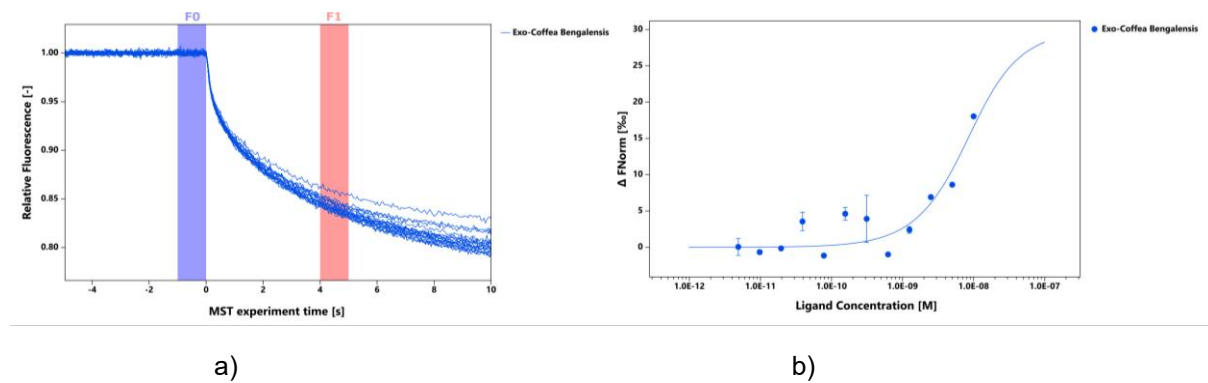 F0
F1
Exo-Coffea Bengalensis
1.00
0.95
0.90
0.85
0.80
Relative Fluorescence [-]
-4
-2
0
2
4
6
8
10
MST experiment time [s]
a)
Exo-Coffea Bengalensis
30
25
20
15
10
5
0
Δ FNorm [‰]
1.0E-12
1.0E-11
1.0E-10
1.0E-09
1.0E-08
1.0E-07
Ligand Concentration [M]
b)